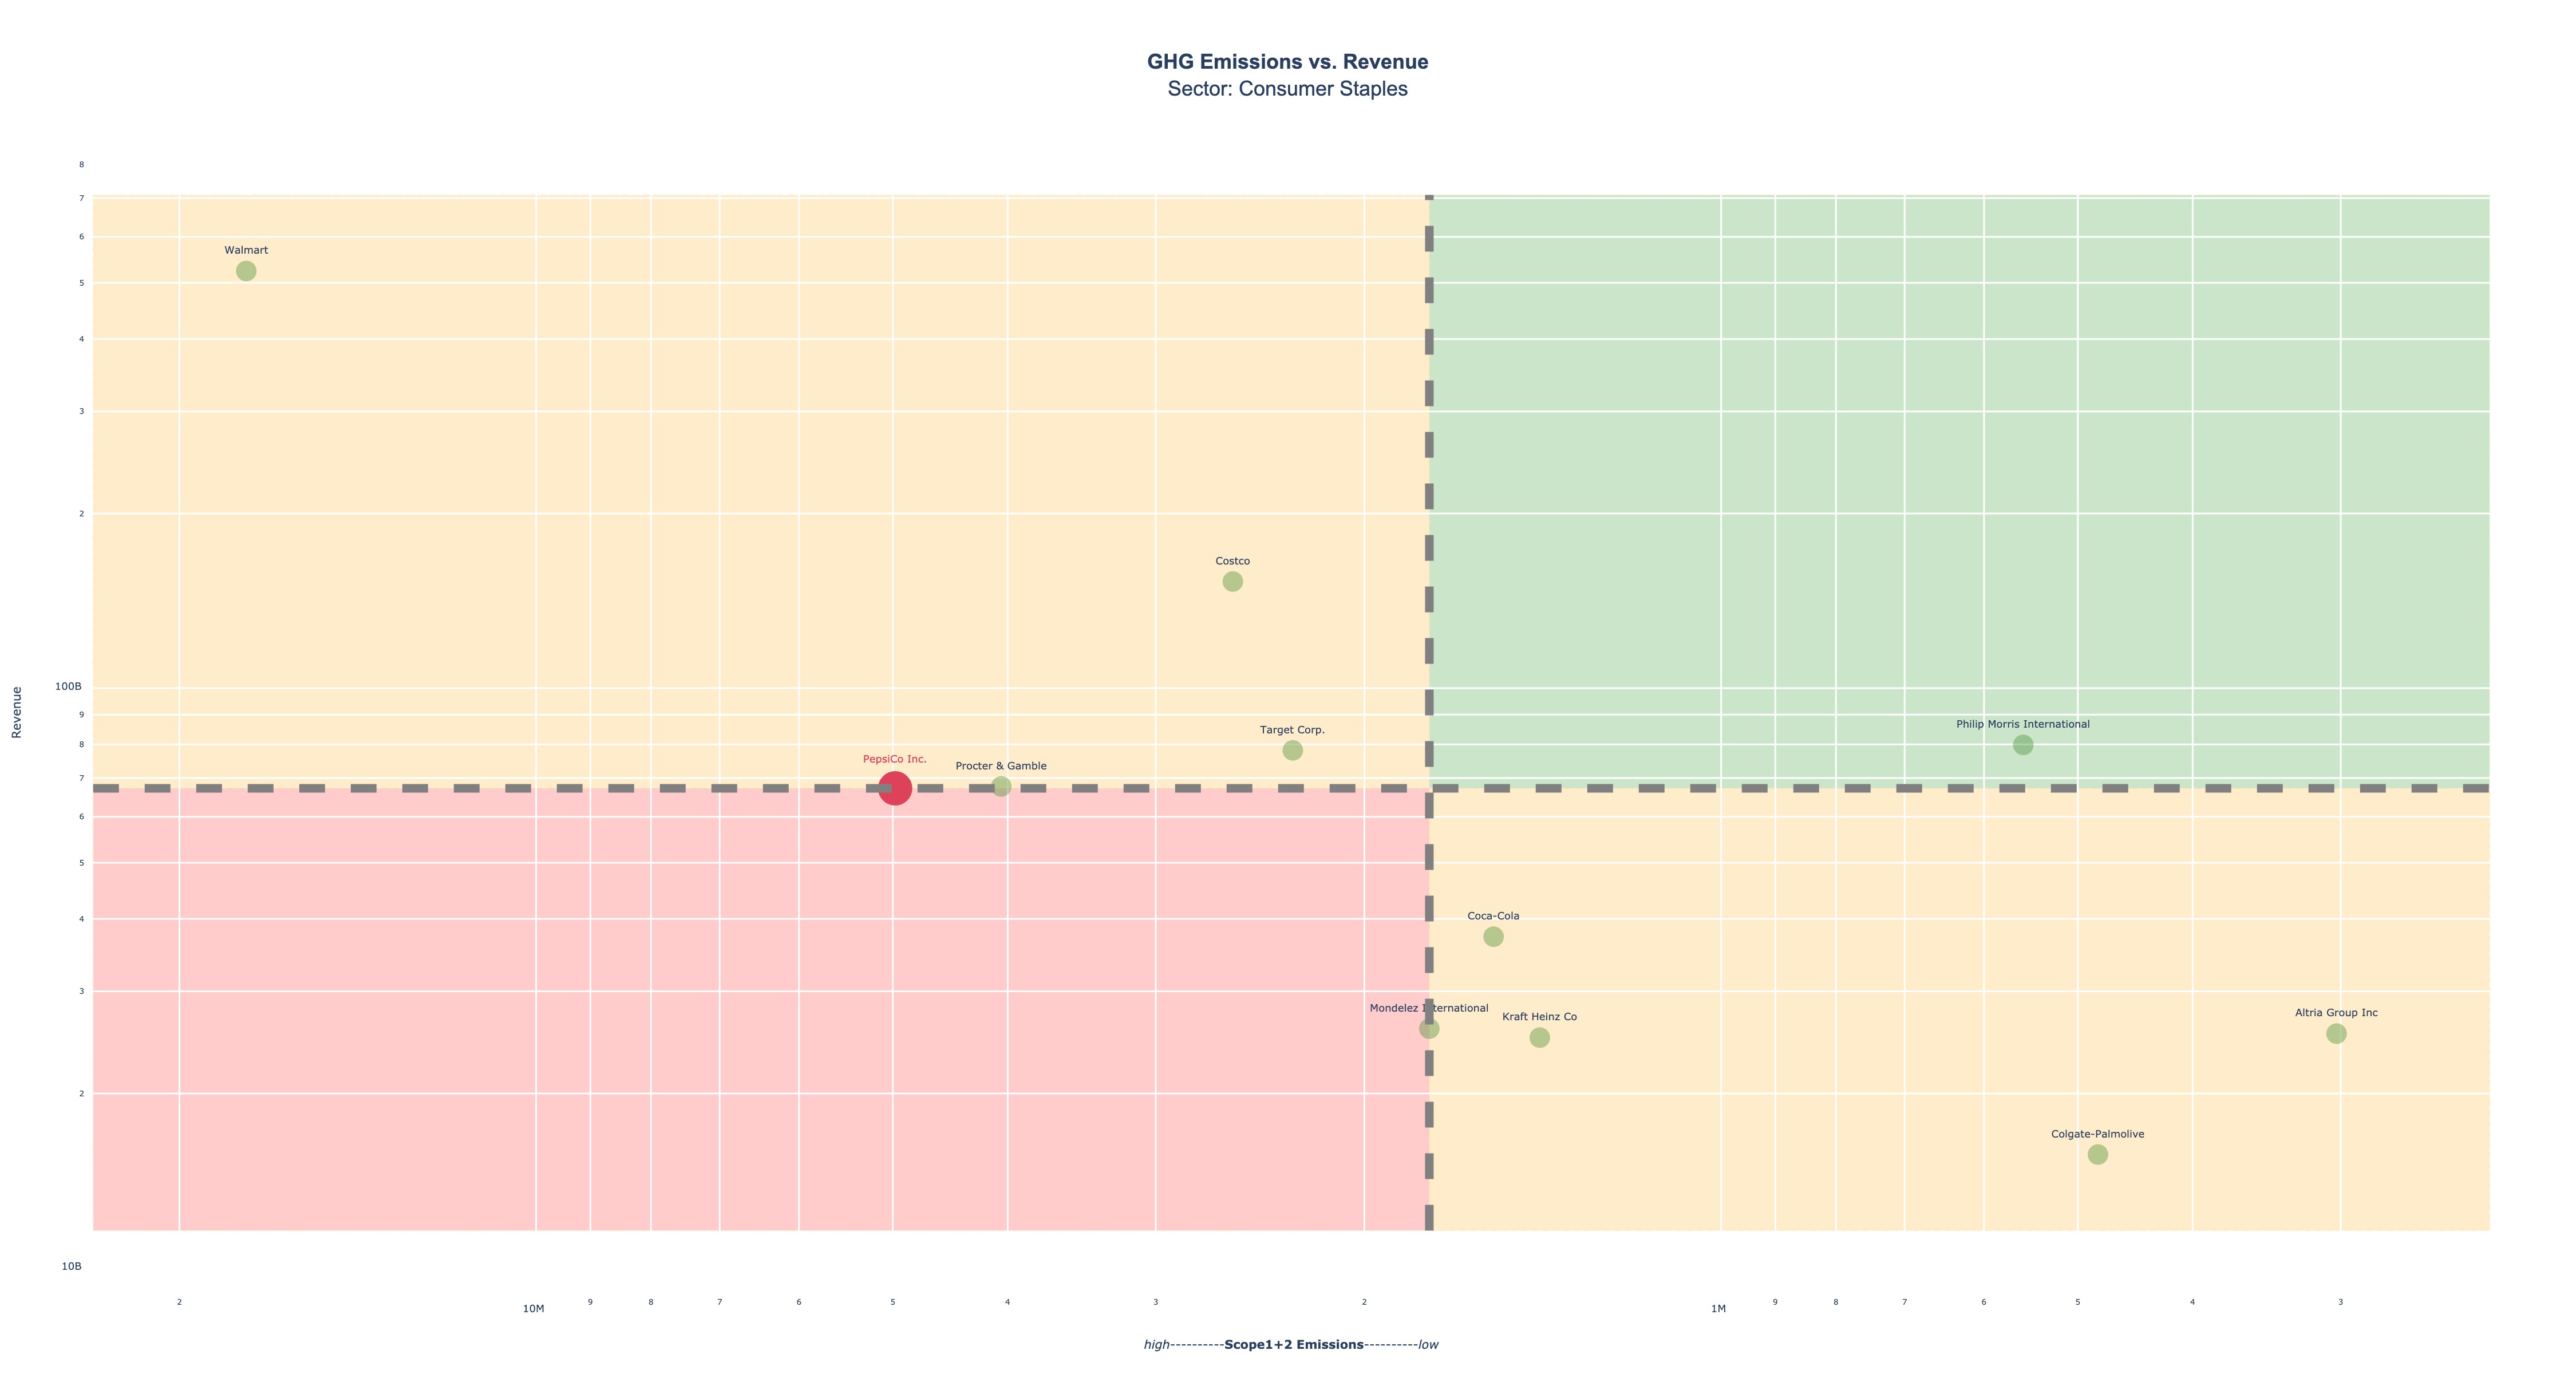 GHG Emissions vs. Revenue
Sector: Consumer Staples
8
7
6
5
4
3
2
100B
9
8
7
6
5
4
3
2
10B
Revenue
Walmart
Costco
Target Corp.
Philip Morris International
PepsiCo Inc.
Procter & Gamble
Coca-Cola
Mondelez International
Kraft Heinz Co
Altria Group Inc
Colgate-Palmolive
2
10M
9
8
7
6
5
4
3
2
1M
9
8
7
6
5
4
3
high----------Scope1+2 Emissions----------low